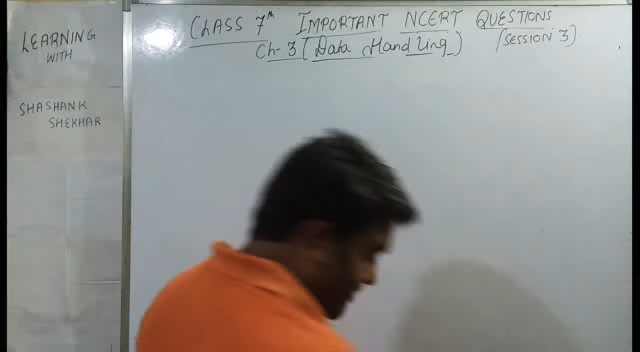 LEARNING
WITH
SHASHANK
SHEKHAR
CLASS 7th IMPORTANT NCERT QUESTIONS
Ch-3 (Data Handling) (SESSION 3)